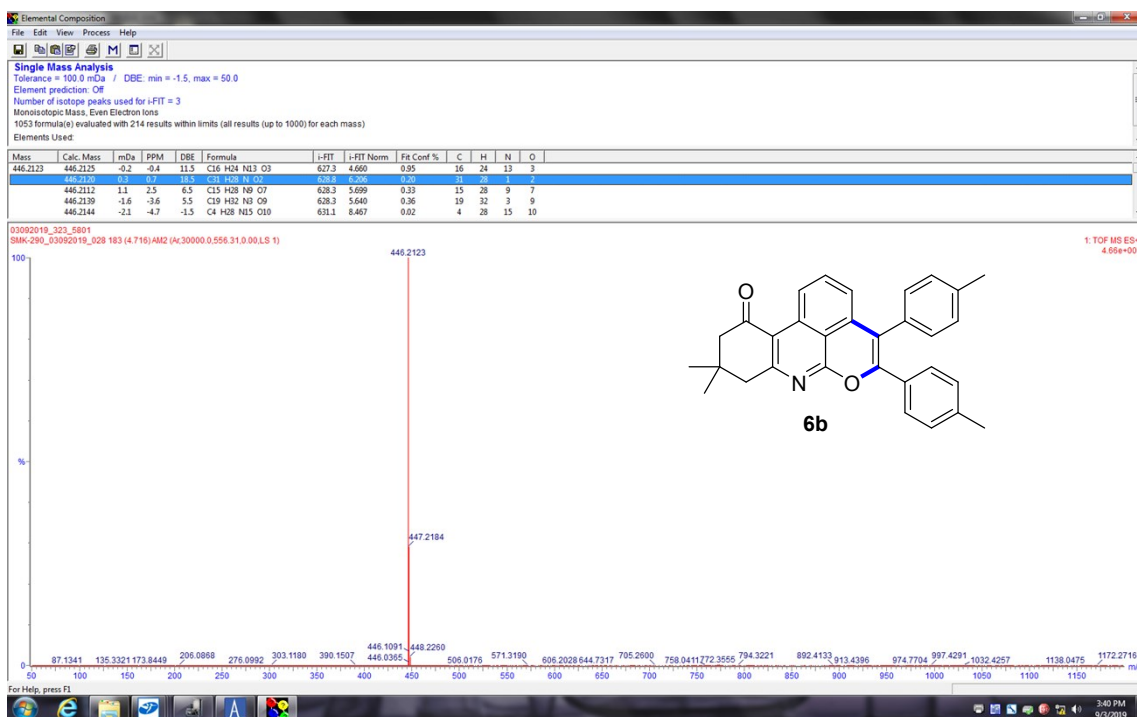 Elemental Composition
File Edit View Process Help
Single Mass Analysis
Tolerance = 100.0 mDa / DBE: min = -1.5, max = 50.0
Element prediction: Off
Number of isotope peaks used for i-FIT = 3
Monoisotopic Mass, Even Electron Ions
1053 formula(e) evaluated with 214 results within limits (all results (up to 1000) for each mass)
Elements Used:
Mass Calc. Mass mDa PPM DBE Formula i-FIT i-FIT Norm Fit Conf % C H N O
446.2123 446.2125 -0.2 -0.4 11.5 C16 H24 N13 O3 627.3 4.660 0.95 16 24 13 3
446.2120 0.3 0.7 18.5 C31 H28 N O2 628.8 6.206 0.20 31 28 1 2
446.2112 1.1 2.5 6.5 C15 H28 N9 O7 628.3 5.699 0.33 15 28 9 7
446.2139 -1.6 -3.6 5.5 C19 H32 N3 O9 628.3 5.640 0.36 19 32 3 9
446.2144 -2.1 -4.7 -1.5 C4 H28 N15 O10 631.1 8.467 0.02 4 28 15 10
03092019_323_5801
SMK-290_03092019_028 183 (4.716) AM2 (Ar,30000.0,556.31,0.00,LS 1)
1: TOF MS ES+
4.66e+00
100
446.2123
O
N
O
6b
%
447.2184
446.1091
448.2260
446.0365
87.1341
135.3321
173.8449
206.0868
276.0992
303.1180
390.1507
506.0176
571.3190
606.2028
644.7317
705.2600
758.0411
772.3555
794.3221
892.4133
913.4396
974.7704
997.4291
1032.4257
1138.0475
1172.2716
0
50 100 150 200 250 300 350 400 450 500 550 600 650 700 750 800 850 900 950 1000 1050 1100 1150
For Help, press F1
3:40 PM
9/3/2019